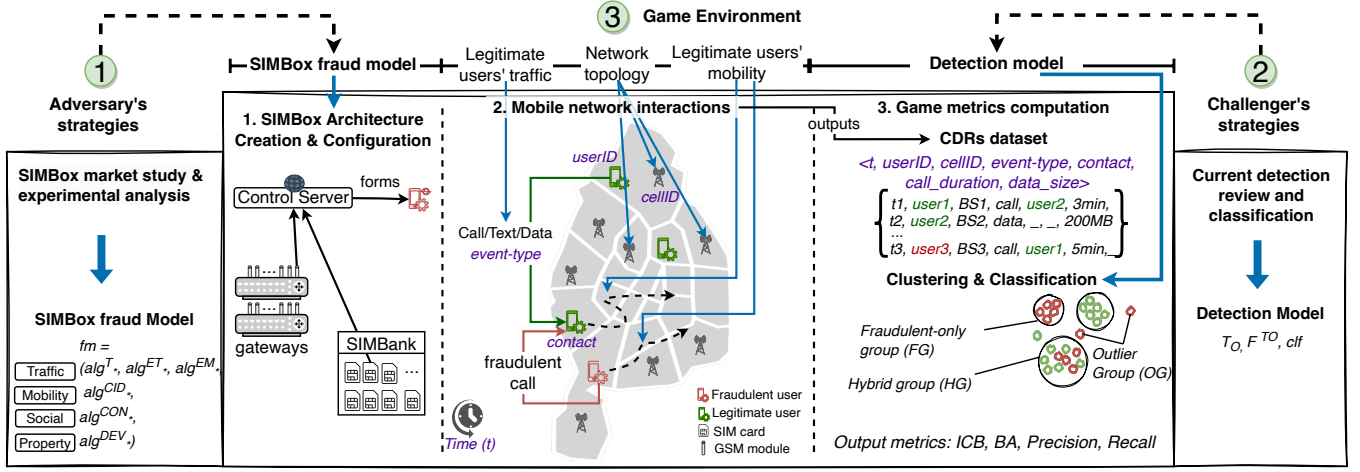 3 Game Environment
1
Adversary's
strategies
SIMBox market study &
experimental analysis
SIMBox fraud Model
fm =
Traffic (alg^T*, alg^ET*, alg^EM*,
Mobility alg^CID*,
Social alg^CON*,
Property alg^DEV*)
SIMBox fraud model
Legitimate
users' traffic
Network
topology
Legitimate users'
mobility
Detection model
1. SIMBox Architecture
Creation & Configuration
Control Server
forms
gateways
SIMBank
...
2. Mobile network interactions
outputs
userID
cellID
Call/Text/Data
event-type
contact
fraudulent
call
Time (t)
Fraudulent user
Legitimate user
SIM card
GSM module
3. Game metrics computation
CDRs dataset
<t, userID, cellID, event-type, contact,
call_duration, data_size>
t1, user1, BS1, call, user2, 3min,_
t2, user2, BS2, data, _, _, 200MB
...
t3, user3, BS3, call, user1, 5min,_
Clustering & Classification
Fraudulent-only
group (FG)
Hybrid group (HG)
Outlier
Group (OG)
Output metrics: ICB, BA, Precision, Recall
2
Challenger's
strategies
Current detection
review and
classification
Detection Model
T_O, F^TO, clf